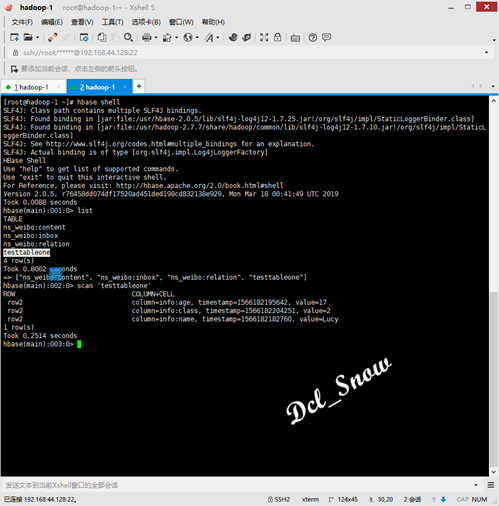 hadoop-1 root@hadoop-1:~ - Xshell 5
文件(F) 编辑(E) 查看(V) 工具(T) 选项卡(B) 窗口(W) 帮助(H)
ssh://root:******@192.168.44.128:22
要添加当前会话，点击左侧的箭头按钮。
1 hadoop-1 × 2 hadoop-1 × +
[root@hadoop-1 ~]# hbase shell
SLF4J: Class path contains multiple SLF4J bindings.
SLF4J: Found binding in [jar:file:/usr/hbase-2.0.5/lib/slf4j-log4j12-1.7.25.jar!/org/slf4j/impl/StaticLoggerBinder.class]
SLF4J: Found binding in [jar:file:/usr/hadoop-2.7.7/share/hadoop/common/lib/slf4j-log4j12-1.7.10.jar!/org/slf4j/impl/StaticL
oggerBinder.class]
SLF4J: See http://www.slf4j.org/codes.html#multiple_bindings for an explanation.
SLF4J: Actual binding is of type [org.slf4j.impl.Log4jLoggerFactory]
HBase Shell
Use "help" to get list of supported commands.
Use "exit" to quit this interactive shell.
For Reference, please visit: http://hbase.apache.org/2.0/book.html#shell
Version 2.0.5, r76458dd074df17520ad451ded198cd832138e929, Mon Mar 18 00:41:49 UTC 2019
Took 0.0088 seconds
hbase(main):001:0> list
TABLE
ns_weibo:content
ns_weibo:inbox
ns_weibo:relation
testtableone
4 row(s)
Took 0.8002 seconds
=> ["ns_weibo:content", "ns_weibo:inbox", "ns_weibo:relation", "testtableone"]
hbase(main):002:0> scan 'testtableone'
ROW COLUMN+CELL
row2 column=info:age, timestamp=1566182195642, value=17
row2 column=info:class, timestamp=1566182204251, value=2
row2 column=info:name, timestamp=1566182182760, value=Lucy
1 row(s)
Took 0.2514 seconds
hbase(main):003:0>
Dcl_Snow
发送文本到当前Xshell窗口的全部会话
已连接 192.168.44.128:22。 SSH2 xterm 124x45 30,20 2 会话 CAP NUM